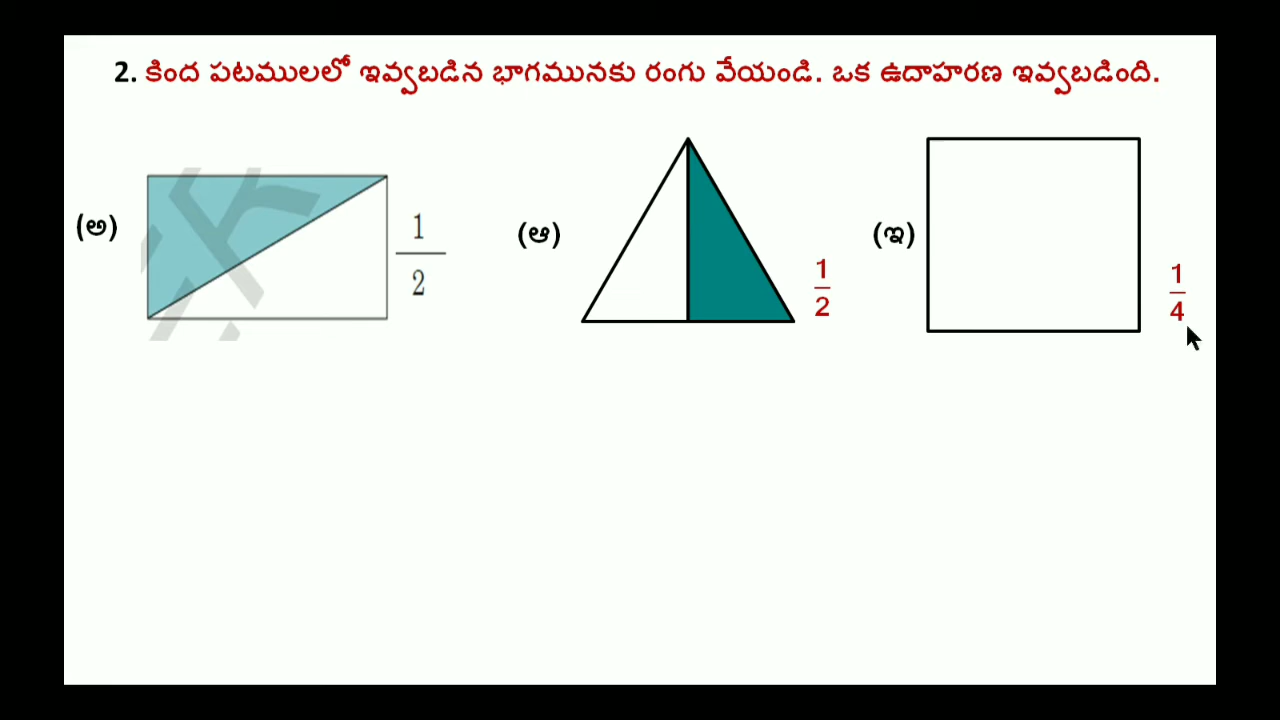 2. కింద పటములలో ఇవ్వబడిన భాగమునకు రంగు వేయండి. ఒక ఉదాహరణ ఇవ్వబడింది.
(అ)
1
2
(ఆ)
1
2
(ఇ)
1
4